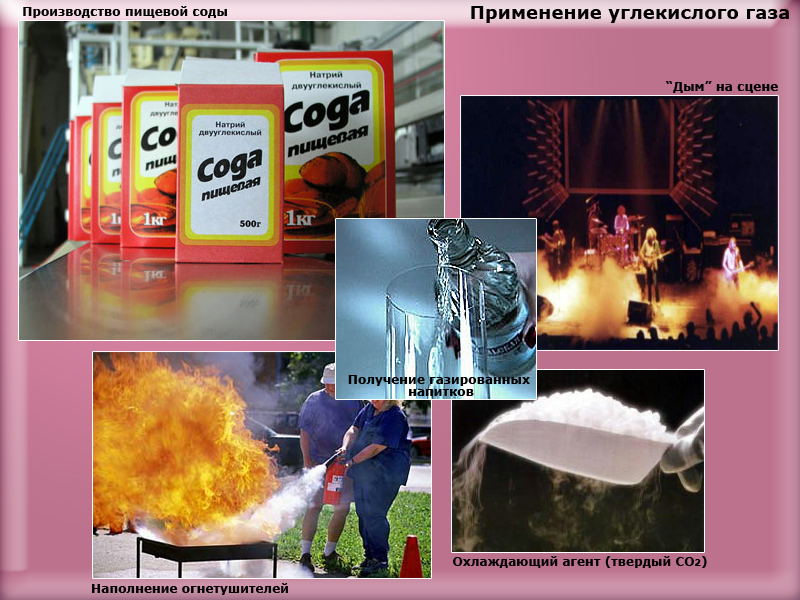 Производство пищевой соды
Применение углекислого газа
“Дым” на сцене
Натрий
двууглекислый
Сода
пищевая
1кг
Натрий
двууглекислый
Сода
пищевая
500г
1кг
Получение газированных
напитков
Охлаждающий агент (твердый CO₂)
Наполнение огнетушителей